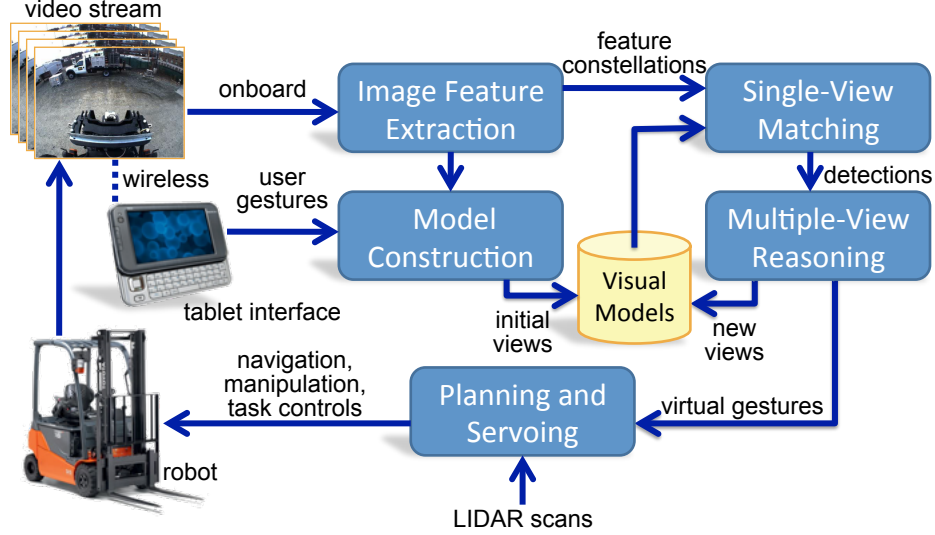 video stream
onboard
Image Feature
Extraction
feature
constellations
Single-View
Matching
wireless
user
gestures
detections
Model
Construction
Multiple-View
Reasoning
Visual
Models
tablet interface
initial
views
new
views
navigation,
manipulation,
task controls
Planning and
Servoing
virtual gestures
robot
LIDAR scans